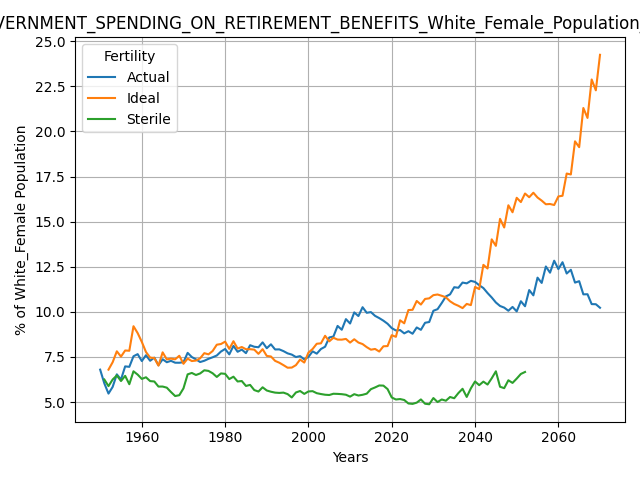 VERNMENT_SPENDING_ON_RETIREMENT_BENEFITS_White_Female_Population_
25.0
22.5
20.0
17.5
15.0
12.5
10.0
7.5
5.0
% of White_Female Population
Fertility
Actual
Ideal
Sterile
1960 1980 2000 2020 2040 2060
Years